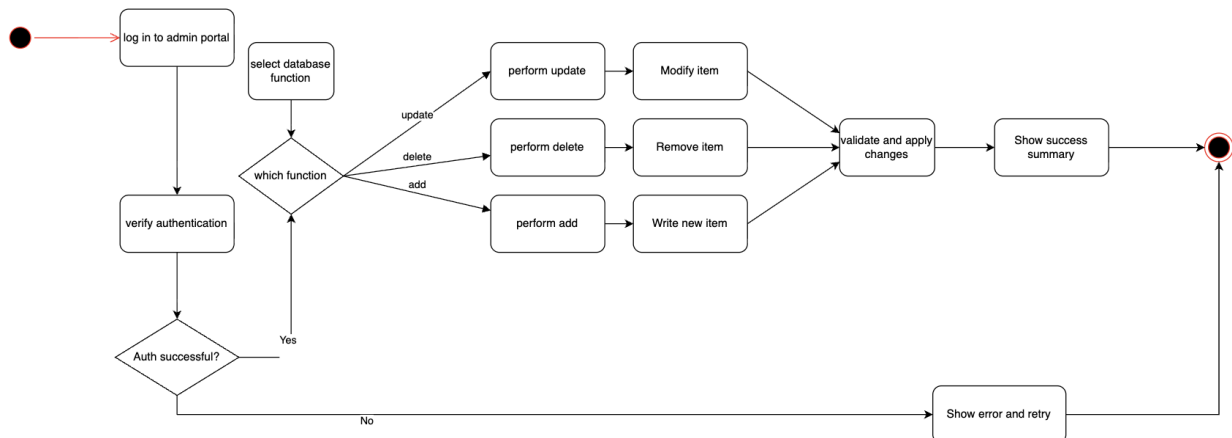 log in to admin portal
select database
function
perform update
Modify item
update
validate and apply
changes
Show success
summary
which function
delete
perform delete
Remove item
add
perform add
Write new item
verify authentication
Yes
Auth successful?
No
Show error and retry